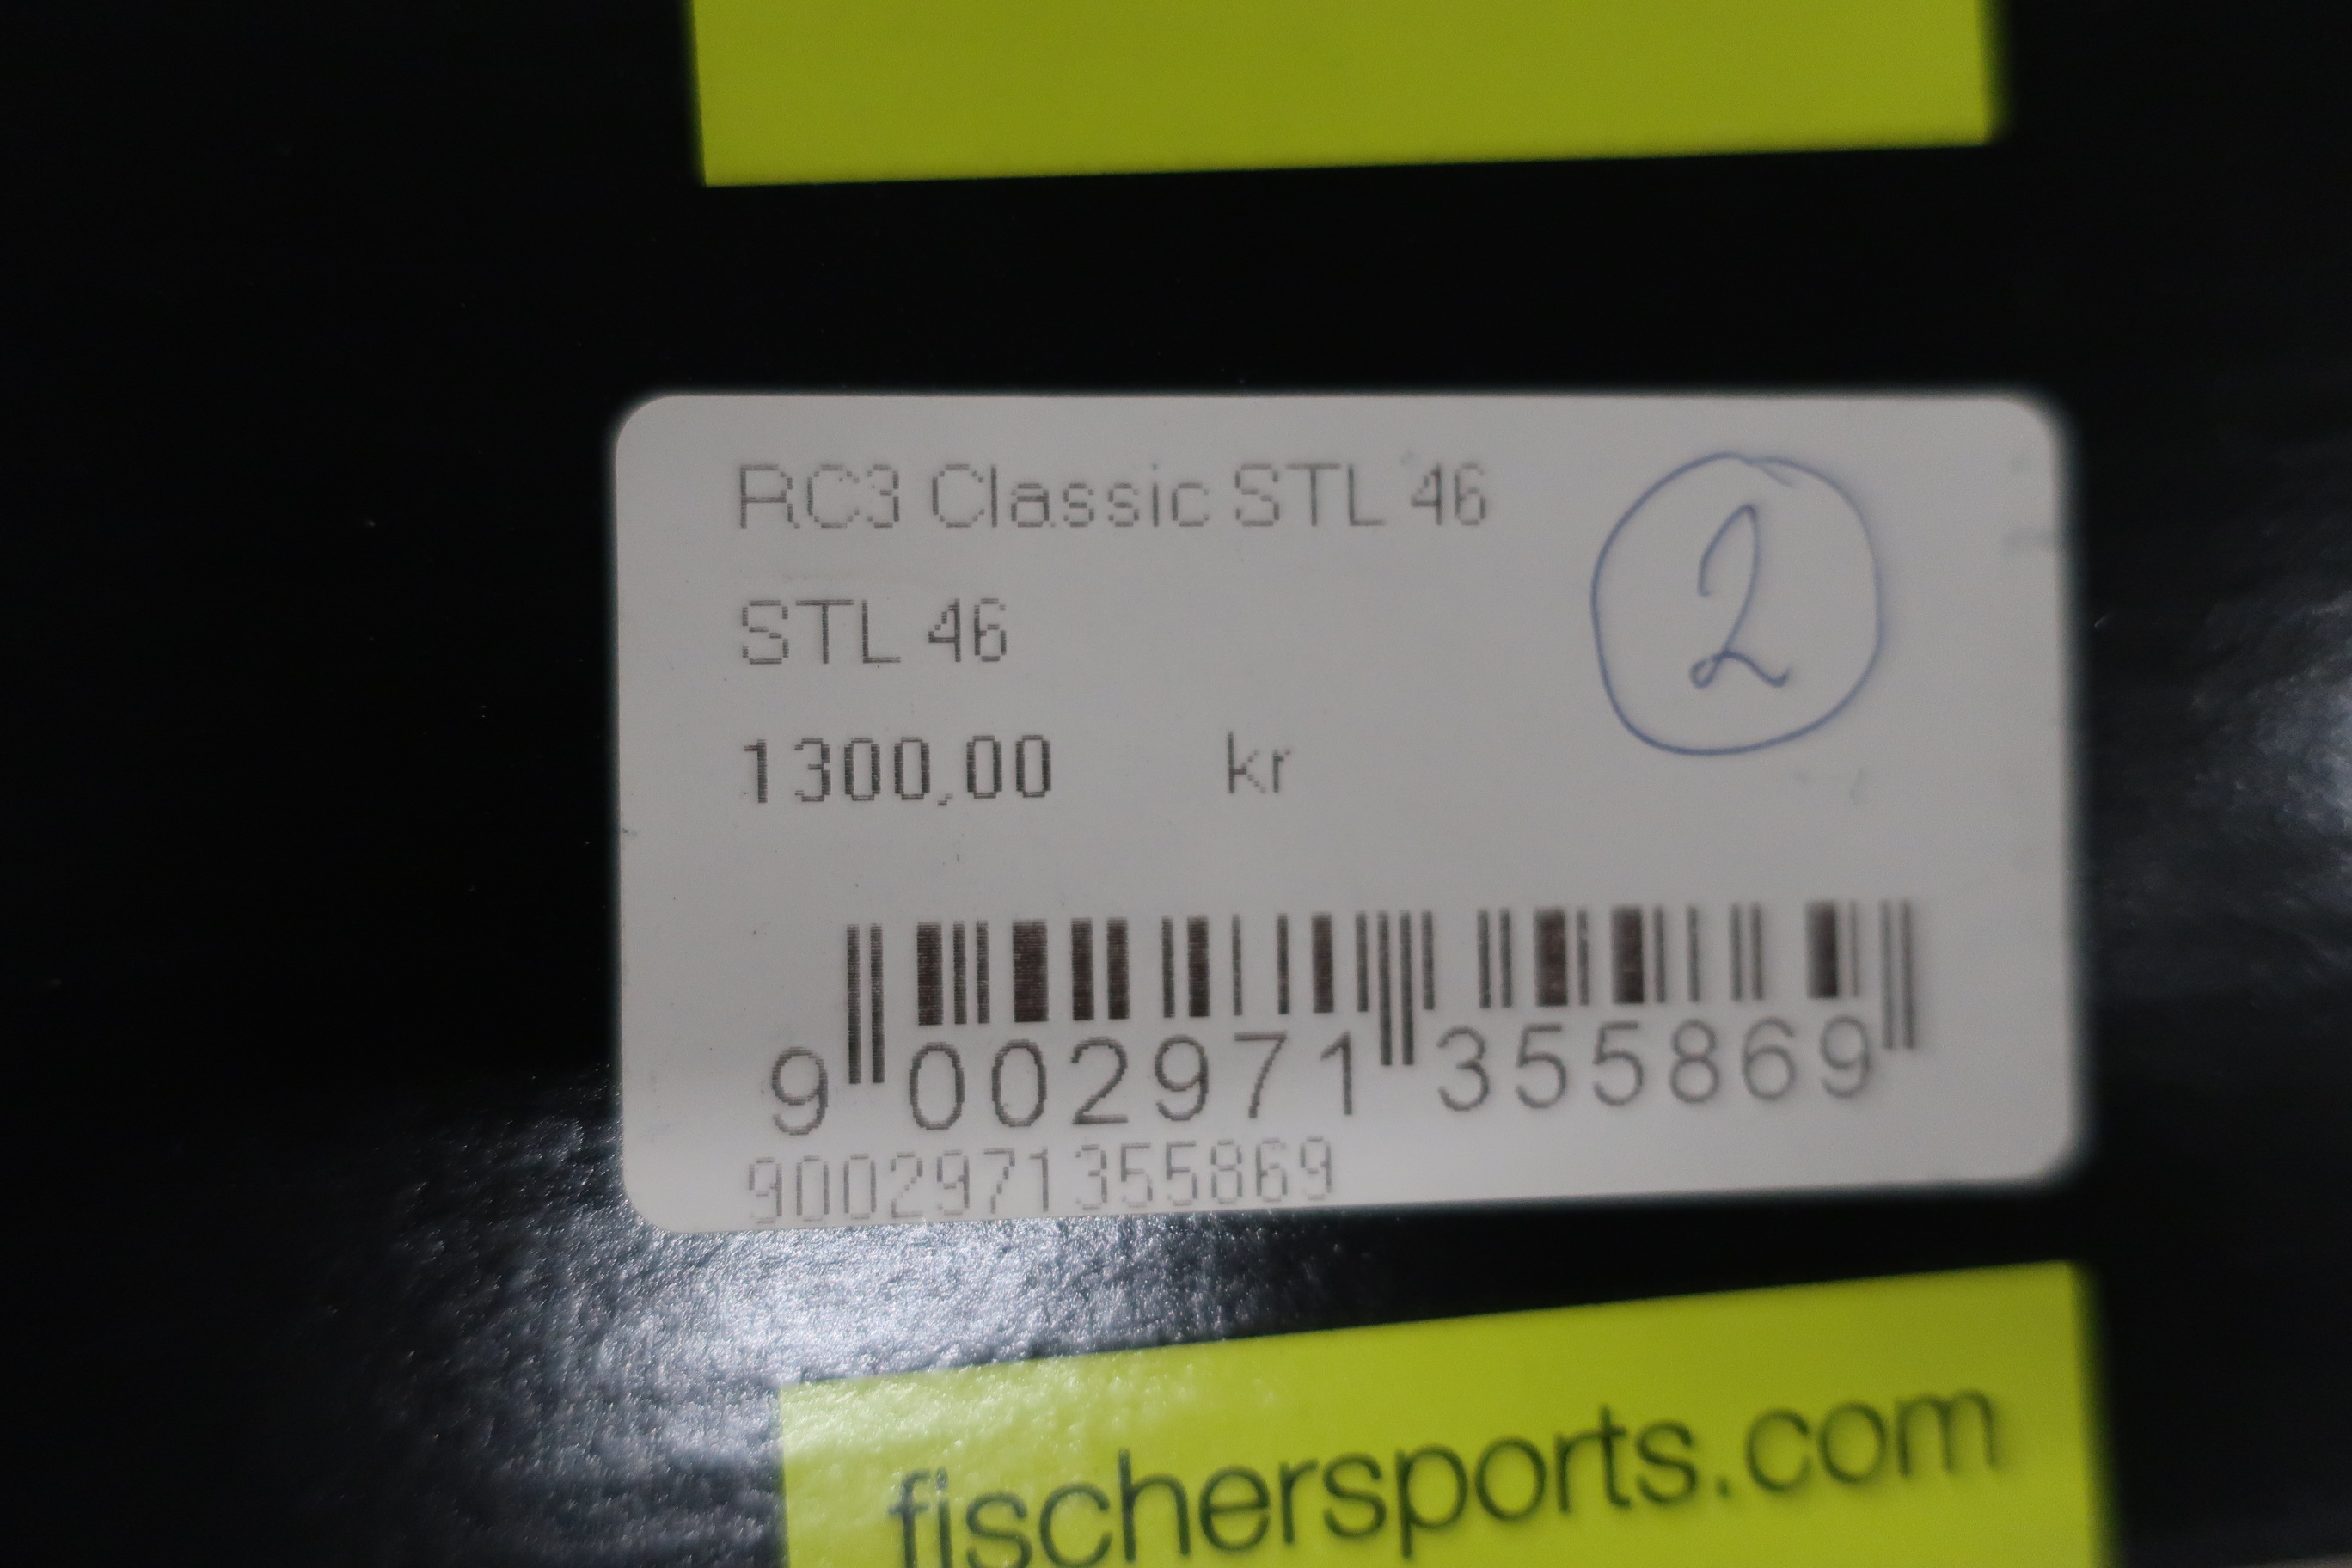 RC3 Classic STL 46
2
STL 46
1300,00 kr
9 002971 355869
9002971355869
fischersports.com